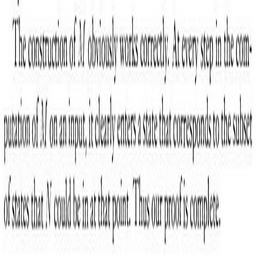 The construction of M obviously works correctly. At every step in the com-
putation of M on an input, it clearly enters a state that corresponds to the subset
of states that N could be in at that point. Thus our proof is complete.